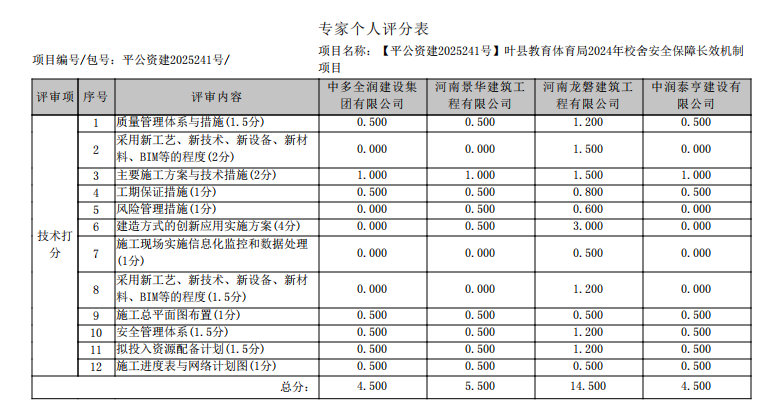 专家个人评分表
项目编号/包号：平公资建2025241号/
项目名称：【平公资建2025241号】叶县教育体育局2024年校舍安全保障长效机制
项目
评审项 序号 评审内容 中多全润建设集 河南景华建筑工 河南龙磐建筑工 中润泰亨建设有
团有限公司 程有限公司 程有限公司 限公司
技术打
分
1 质量管理体系与措施(1.5分) 0.500 0.500 1.200 0.500
2 采用新工艺、新技术、新设备、新材
料、BIM等的程度(2分) 0.000 0.000 1.500 0.000
3 主要施工方案与技术措施(2分) 1.000 1.000 1.500 1.000
4 工期保证措施(1分) 0.500 0.500 0.800 0.500
5 风险管理措施(1分) 0.000 0.500 0.600 0.000
6 建造方式的创新应用实施方案(4分) 0.000 0.500 3.000 0.000
7 施工现场实施信息化监控和数据处理
(1分) 0.000 0.000 0.500 0.000
8 采用新工艺、新技术、新设备、新材
料、BIM等的程度(1.5分) 0.000 0.000 1.200 0.000
9 施工总平面图布置(1分) 0.500 0.500 0.500 0.500
10 安全管理体系(1.5分) 0.500 0.500 1.200 0.500
11 拟投入资源配备计划(1.5分) 0.500 0.500 1.200 0.500
12 施工进度表与网络计划图(1分) 0.500 0.500 0.500 0.500
总分： 4.500 5.500 14.500 4.500